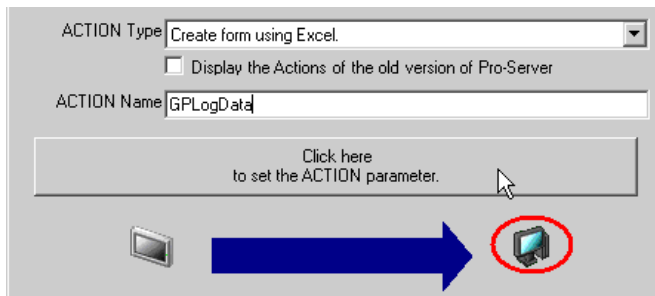 ACTION Type Create form using Excel.
Display the Actions of the old version of Pro-Server
ACTION Name GPLogData
Click here
to set the ACTION parameter.